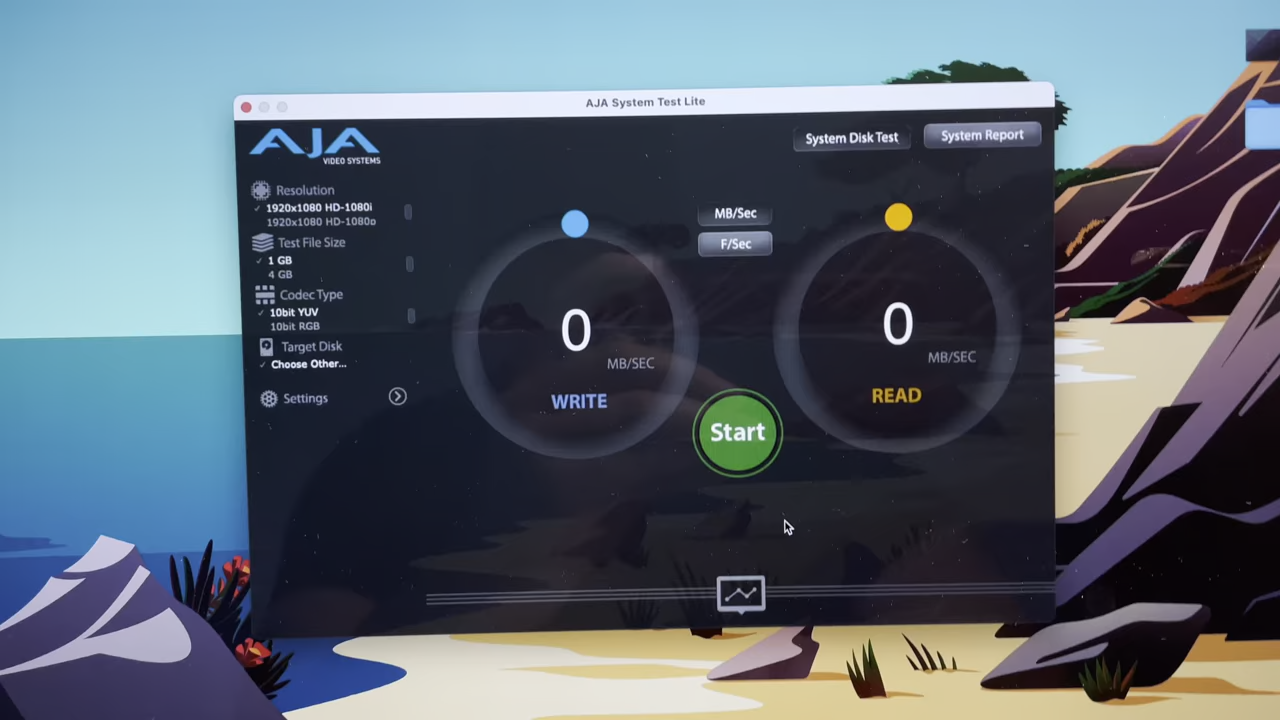 AJA System Test Lite
AJA
VIDEO SYSTEMS
System Disk Test
System Report
Resolution
1920x1080 HD-1080i
1920x1080 HD-1080p
Test File Size
1 GB
4 GB
Codec Type
10bit YUV
10bit RGB
Target Disk
Choose Other...
Settings
MB/Sec
F/Sec
0
MB/SEC
WRITE
0
MB/SEC
READ
Start